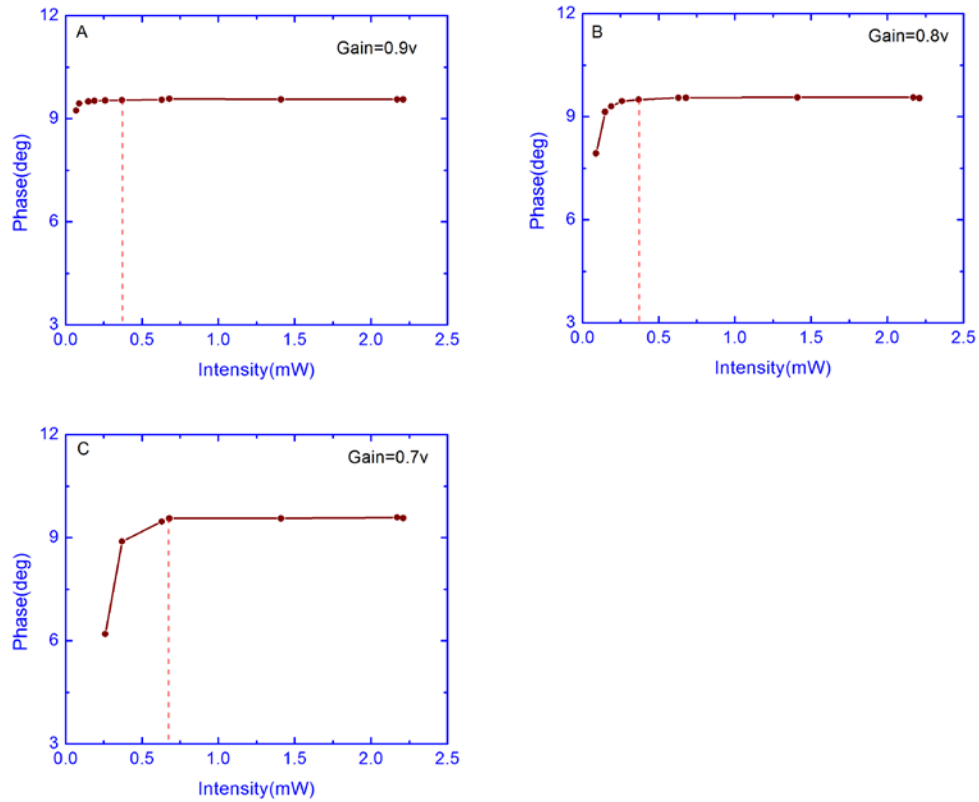 A
Gain=0.9v
12
9
6
3
Phase(deg)
0.0 0.5 1.0 1.5 2.0 2.5
Intensity(mW)
B
Gain=0.8v
12
9
6
3
Phase(deg)
0.0 0.5 1.0 1.5 2.0 2.5
Intensity(mW)
C
Gain=0.7v
12
9
6
3
Phase(deg)
0.0 0.5 1.0 1.5 2.0 2.5
Intensity(mW)